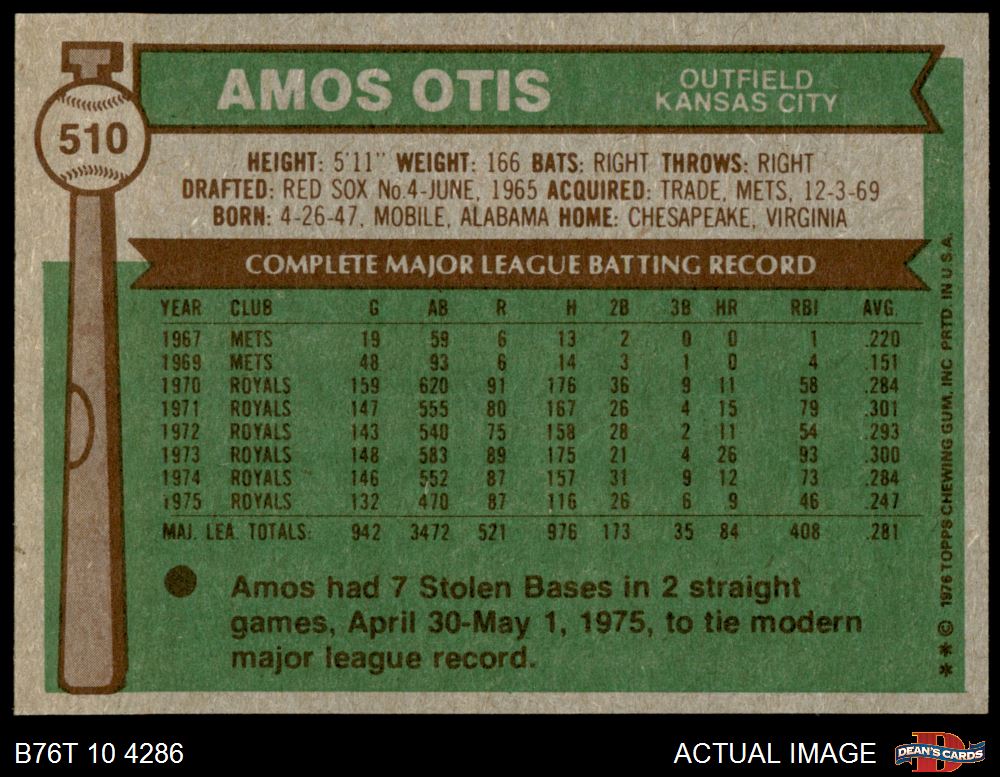 510
AMOS OTIS
OUTFIELD
KANSAS CITY
HEIGHT: 5'11" WEIGHT: 166 BATS: RIGHT THROWS: RIGHT
DRAFTED: RED SOX No.4-JUNE, 1965 ACQUIRED: TRADE, METS, 12-3-69
BORN: 4-26-47, MOBILE, ALABAMA HOME: CHESAPEAKE, VIRGINIA
COMPLETE MAJOR LEAGUE BATTING RECORD
YEAR CLUB G AB R H 2B 3B HR RBI AVG.
1967 METS 19 59 6 13 2 0 0 1 .220
1969 METS 48 93 6 14 3 1 0 4 .151
1970 ROYALS 159 620 91 176 36 9 11 58 .284
1971 ROYALS 147 555 80 167 26 4 15 79 .301
1972 ROYALS 143 540 75 158 28 2 11 54 .293
1973 ROYALS 148 583 89 175 21 4 26 93 .300
1974 ROYALS 146 552 87 157 31 9 12 73 .284
1975 ROYALS 132 470 87 116 26 6 9 46 .247
MAJ. LEA. TOTALS: 942 3472 521 976 173 35 84 408 .281
Amos had 7 Stolen Bases in 2 straight
games, April 30-May 1, 1975, to tie modern
major league record.
** © 1976 TOPPS CHEWING GUM, INC. PRTD. IN U.S.A.
B76T 10 4286
ACTUAL IMAGE
D
DEAN'S CARDS